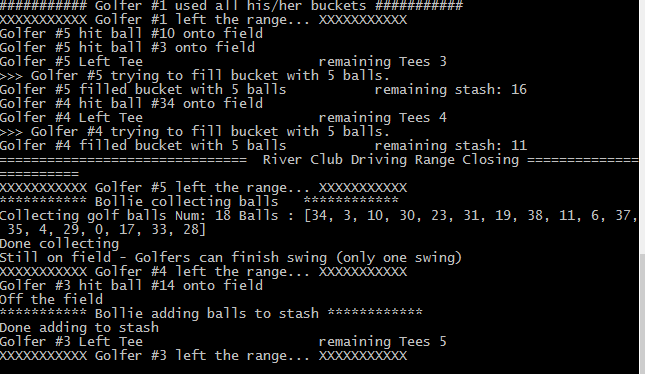 ########### Golfer #1 used all his/her buckets ###########
XXXXXXXXXXX Golfer #1 left the range... XXXXXXXXXXX
Golfer #5 hit ball #10 onto field
Golfer #5 hit ball #3 onto field
Golfer #5 Left Tee                      remaining Tees 3
>>> Golfer #5 trying to fill bucket with 5 balls.
Golfer #5 filled bucket with 5 balls           remaining stash: 16
Golfer #4 hit ball #34 onto field
Golfer #4 Left Tee                      remaining Tees 4
>>> Golfer #4 trying to fill bucket with 5 balls.
Golfer #4 filled bucket with 5 balls           remaining stash: 11
===============================  River Club Driving Range Closing ==============
==========
XXXXXXXXXXX Golfer #5 left the range... XXXXXXXXXXX
*********** Bollie collecting balls   ************
Collecting golf balls Num: 18 Balls : [34, 3, 10, 30, 23, 31, 19, 38, 11, 6, 37,
 35, 4, 29, 0, 17, 33, 28]
Done collecting
Still on field - Golfers can finish swing (only one swing)
XXXXXXXXXXX Golfer #4 left the range... XXXXXXXXXXX
Golfer #3 hit ball #14 onto field
Off the field
*********** Bollie adding balls to stash ************
Done adding to stash
Golfer #3 Left Tee                      remaining Tees 5
XXXXXXXXXXX Golfer #3 left the range... XXXXXXXXXXX